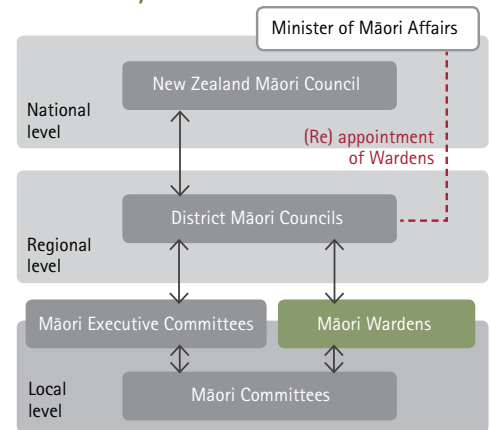 Minister of Māori Affairs
New Zealand Māori Council
National
level
(Re) appointment
of Wardens
District Māori Councils
Regional
level
Māori Executive Committees
Māori Wardens
Māori Committees
Local
level